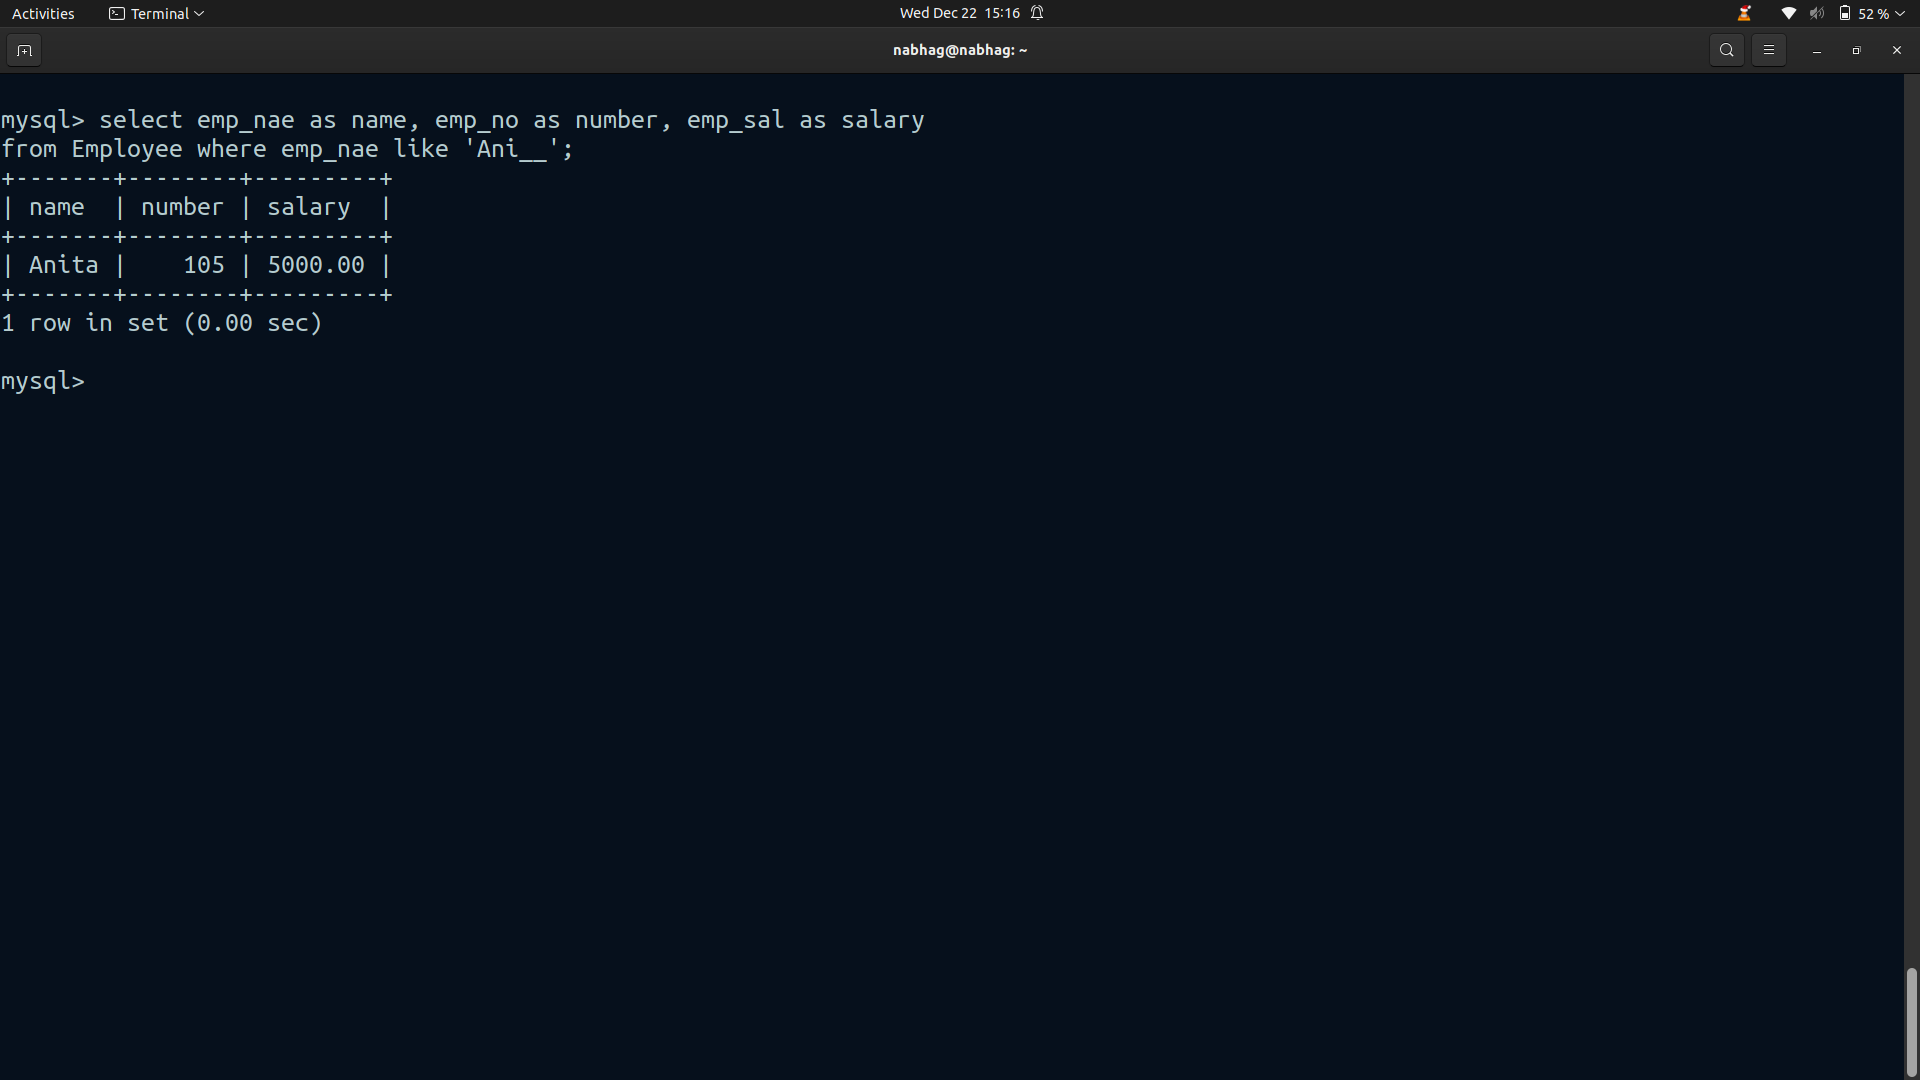 Activities Terminal Wed Dec 22 15:16 52 %
nabhag@nabhag: ~
mysql> select emp_nae as name, emp_no as number, emp_sal as salary
from Employee where emp_nae like 'Ani__';
+-------+--------+---------+
| name  | number | salary  |
+-------+--------+---------+
| Anita |    105 | 5000.00 |
+-------+--------+---------+
1 row in set (0.00 sec)
mysql>